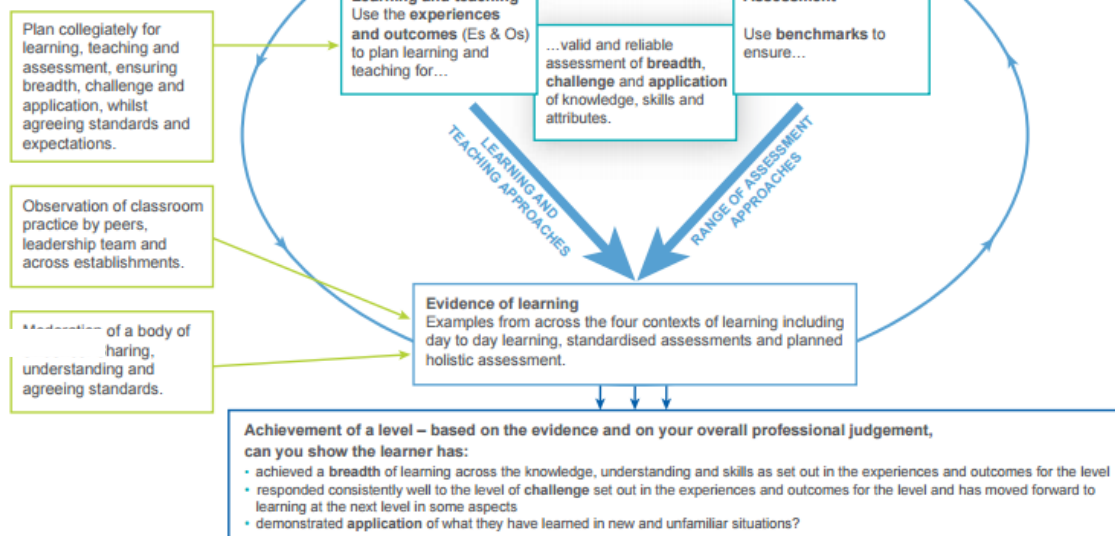 Plan collegiately for
learning, teaching and
assessment, ensuring
breadth, challenge and
application, whilst
agreeing standards and
expectations.
Use the experiences
and outcomes (Es & Os)
to plan learning and
teaching for…
…valid and reliable
assessment of breadth,
challenge and application
of knowledge, skills and
attributes.
Use benchmarks to
ensure…
LEARNING AND
TEACHING APPROACHES
RANGE OF ASSESSMENT
APPROACHES
Observation of classroom
practice by peers,
leadership team and
across establishments.
of a body of
haring,
understanding and
agreeing standards.
Evidence of learning
Examples from across the four contexts of learning including
day to day learning, standardised assessments and planned
holistic assessment.
Achievement of a level – based on the evidence and on your overall professional judgement,
can you show the learner has:
• achieved a breadth of learning across the knowledge, understanding and skills as set out in the experiences and outcomes for the level
• responded consistently well to the level of challenge set out in the experiences and outcomes for the level and has moved forward to
learning at the next level in some aspects
• demonstrated application of what they have learned in new and unfamiliar situations?